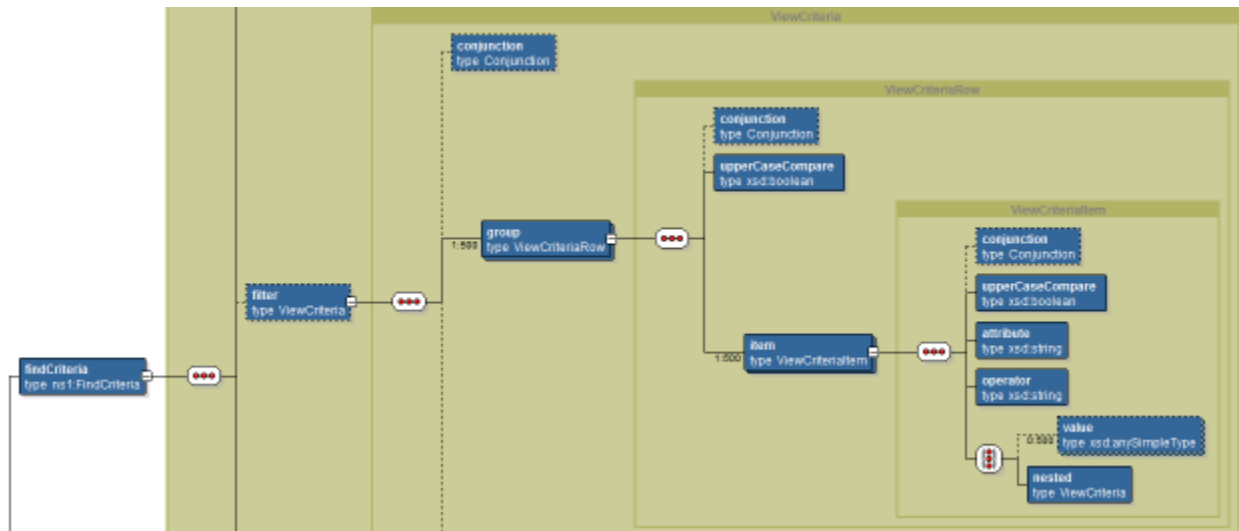 ViewCriteria
conjunction
type Conjunction
ViewCriteriaRow
conjunction
type Conjunction
upperCaseCompare
type xsd:boolean
ViewCriteriaItem
group
type ViewCriteriaRow
1:500
conjunction
type Conjunction
filter
type ViewCriteria
upperCaseCompare
type xsd:boolean
attribute
type xsd:string
item
type ViewCriteriaItem
1:500
findCriteria
type ns1:FindCriteria
operator
type xsd:string
value
type xsd:anySimpleType
0:500
nested
type ViewCriteria